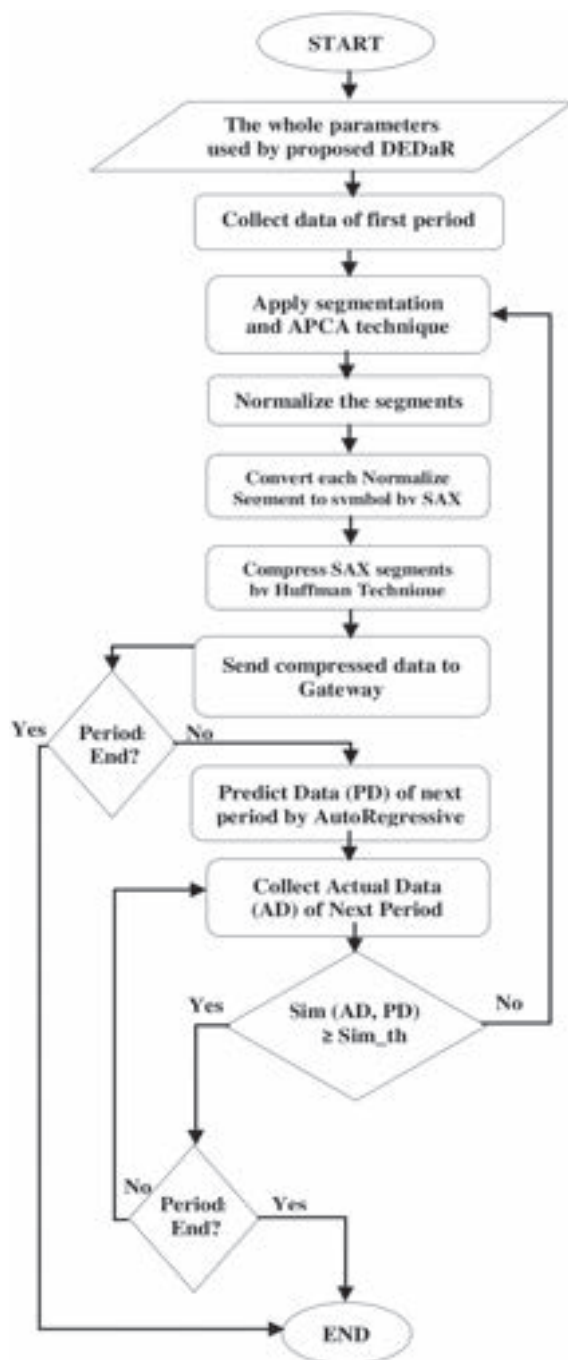 START
The whole parameters
used by proposed DEDaR
Collect data of first period
Apply segmentation
and APCA technique
Normalize the segments
Convert each Normalize
Segment to symbol by SAX
Compress SAX segments
by Huffman Technique
Send compressed data to
Gateway
Yes
Period:
End?
No
Predict Data (PD) of next
period by AutoRegressive
Collect Actual Data
(AD) of Next Period
Yes
Sim (AD, PD)
≥ Sim_th
No
No
Period:
End?
Yes
END